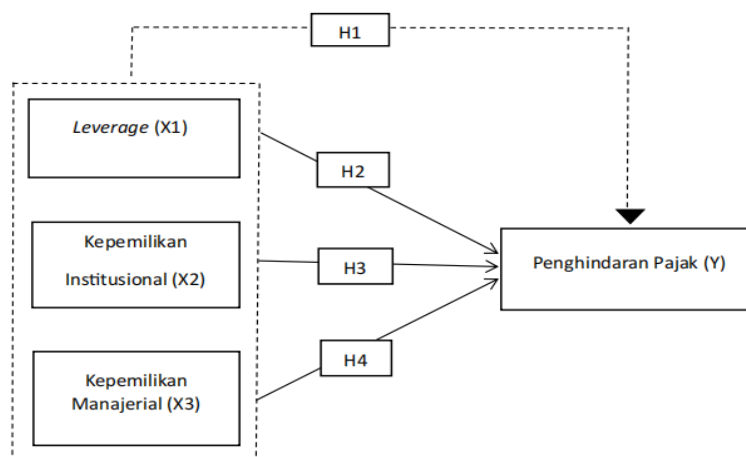 H1
Leverage (X1)
H2
Kepemilikan
Institusional (X2)
H3
Penghindaran Pajak (Y)
H4
Kepemilikan
Manajerial (X3)